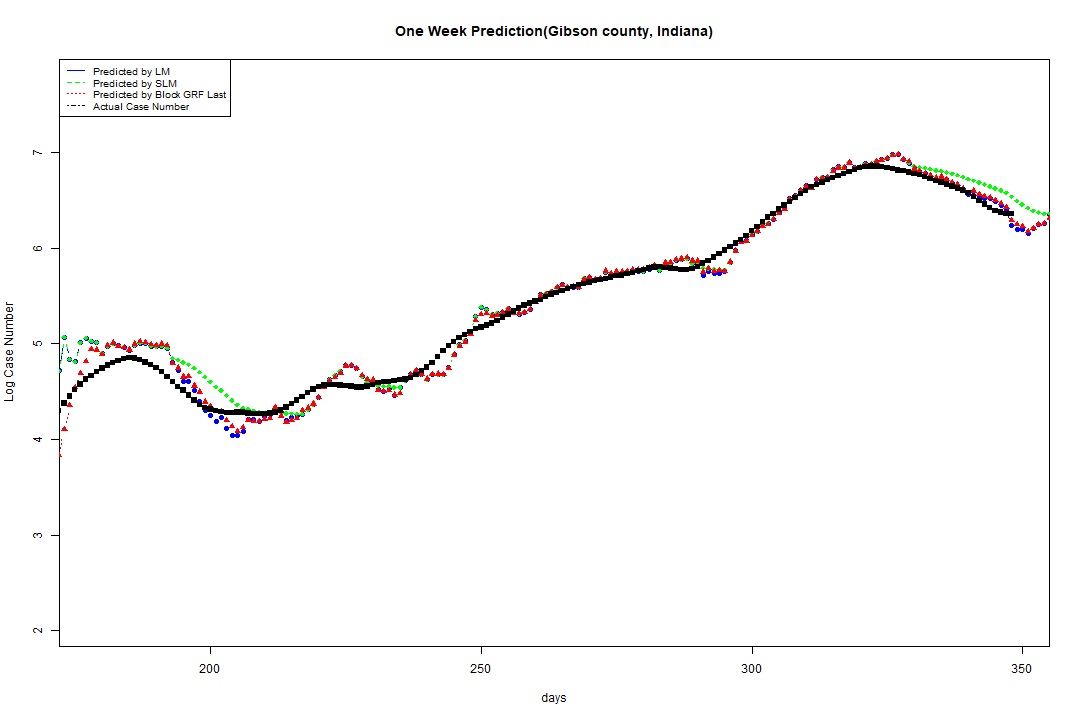 One Week Prediction(Gibson county, Indiana)
Predicted by LM
Predicted by SLM
Predicted by Block GRF Last
Actual Case Number
Log Case Number
7
6
5
4
3
2
200 250 300 350
days